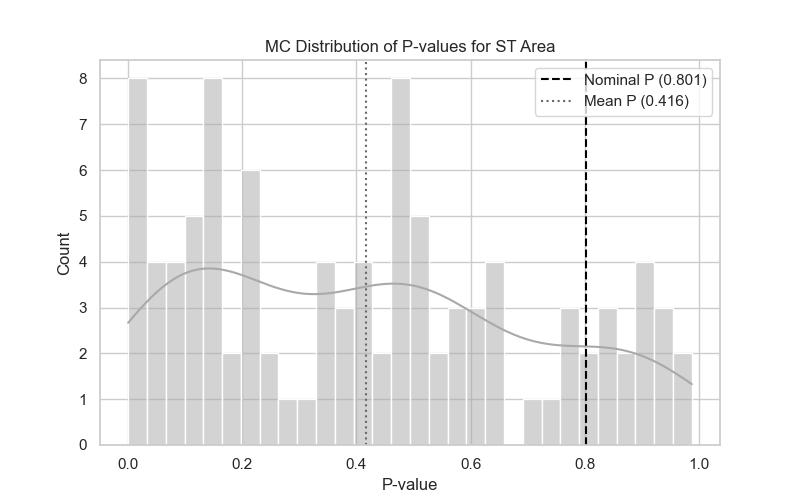 MC Distribution of P-values for ST Area
Nominal P (0.801)
Mean P (0.416)
8
7
6
5
4
3
2
1
0
Count
0.0 0.2 0.4 0.6 0.8 1.0
P-value